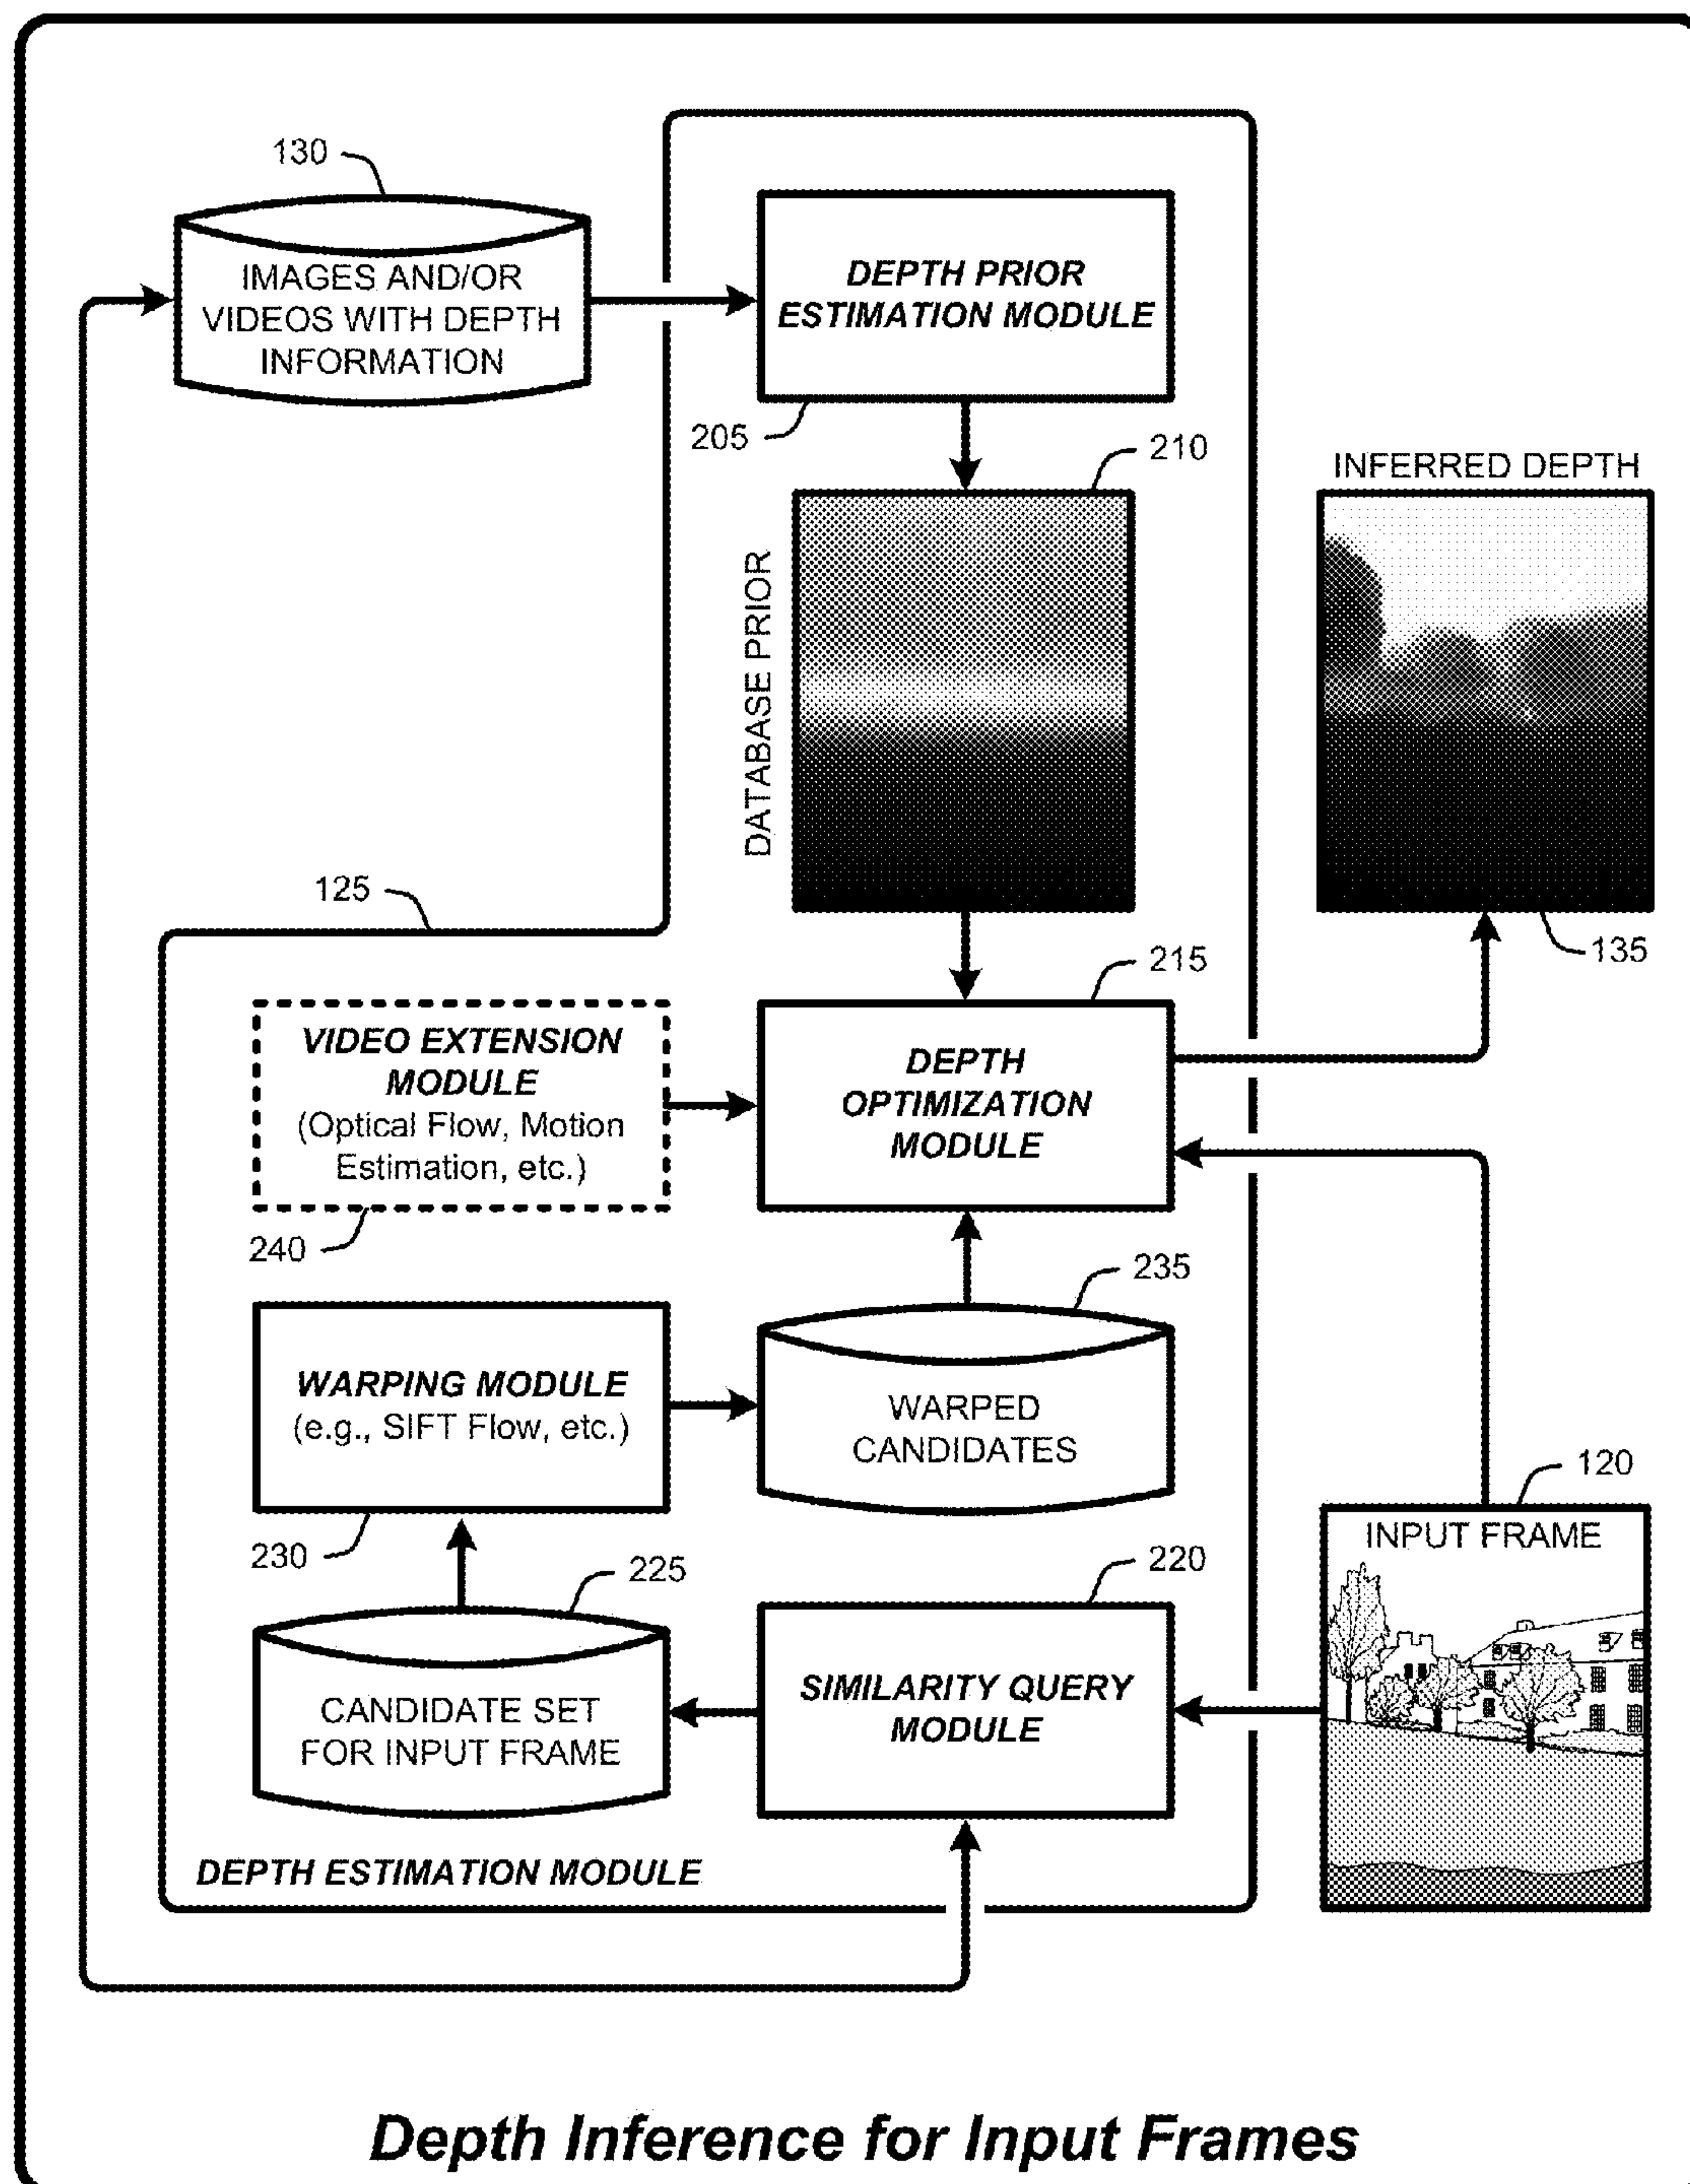 130
IMAGES AND/OR
VIDEOS WITH DEPTH
INFORMATION
DEPTH PRIOR
ESTIMATION MODULE
205
210
INFERRED DEPTH
DATABASE PRIOR
135
125
215
VIDEO EXTENSION
MODULE
(Optical Flow, Motion
Estimation, etc.)
DEPTH
OPTIMIZATION
MODULE
240
235
WARPING MODULE
(e.g., SIFT Flow, etc.)
WARPED
CANDIDATES
120
INPUT FRAME
230
225
220
CANDIDATE SET
FOR INPUT FRAME
SIMILARITY QUERY
MODULE
DEPTH ESTIMATION MODULE
Depth Inference for Input Frames